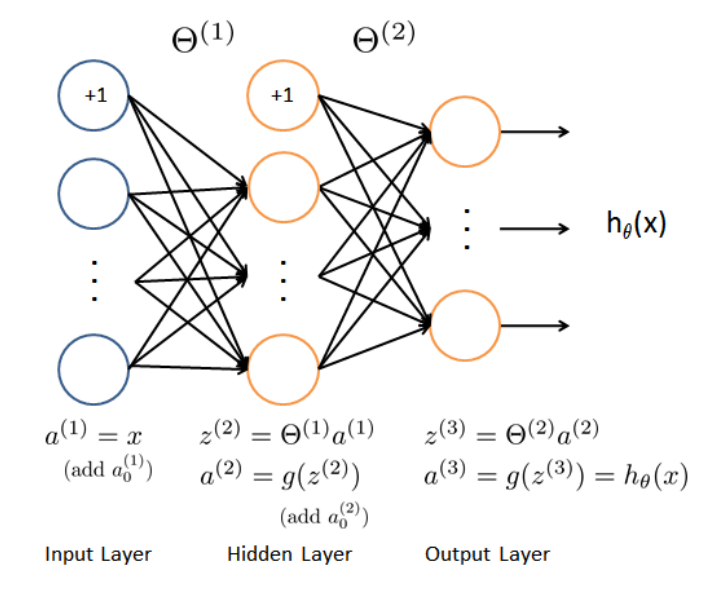 Θ⁽¹⁾ Θ⁽²⁾
+1 +1
hθ(x)
a⁽¹⁾ = x
(add a₀⁽¹⁾)
z⁽²⁾ = Θ⁽¹⁾a⁽¹⁾
a⁽²⁾ = g(z⁽²⁾)
(add a₀⁽²⁾)
z⁽³⁾ = Θ⁽²⁾a⁽²⁾
a⁽³⁾ = g(z⁽³⁾) = hθ(x)
Input Layer Hidden Layer Output Layer